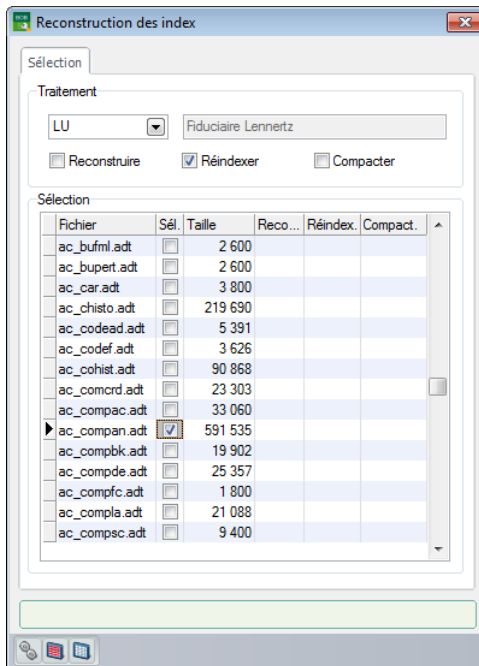 BOB
Reconstruction des index
Sélection
Traitement
LU Fiduciaire Lennertz
Reconstruire Réindexer Compacter
Sélection
Fichier Sél. Taille Reco... Réindex. Compact.
ac_bufml.adt 2 600
ac_bupert.adt 2 600
ac_car.adt 3 800
ac_chisto.adt 219 690
ac_codead.adt 5 391
ac_codef.adt 3 626
ac_cohist.adt 90 868
ac_comcrd.adt 23 303
ac_compac.adt 33 060
ac_compan.adt 591 535
ac_compbk.adt 19 902
ac_compde.adt 25 357
ac_compfc.adt 1 800
ac_compla.adt 21 088
ac_compsc.adt 9 400